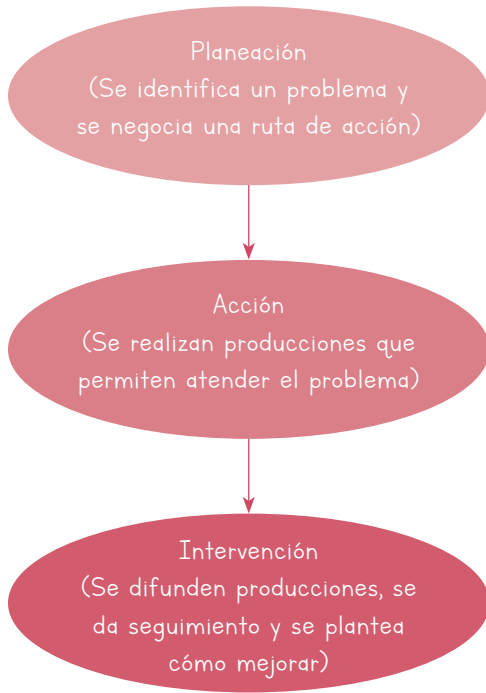 Planeación
(Se identifica un problema y
se negocia una ruta de acción)
Acción
(Se realizan producciones que
permiten atender el problema)
Intervención
(Se difunden producciones, se
da seguimiento y se plantea
cómo mejorar)